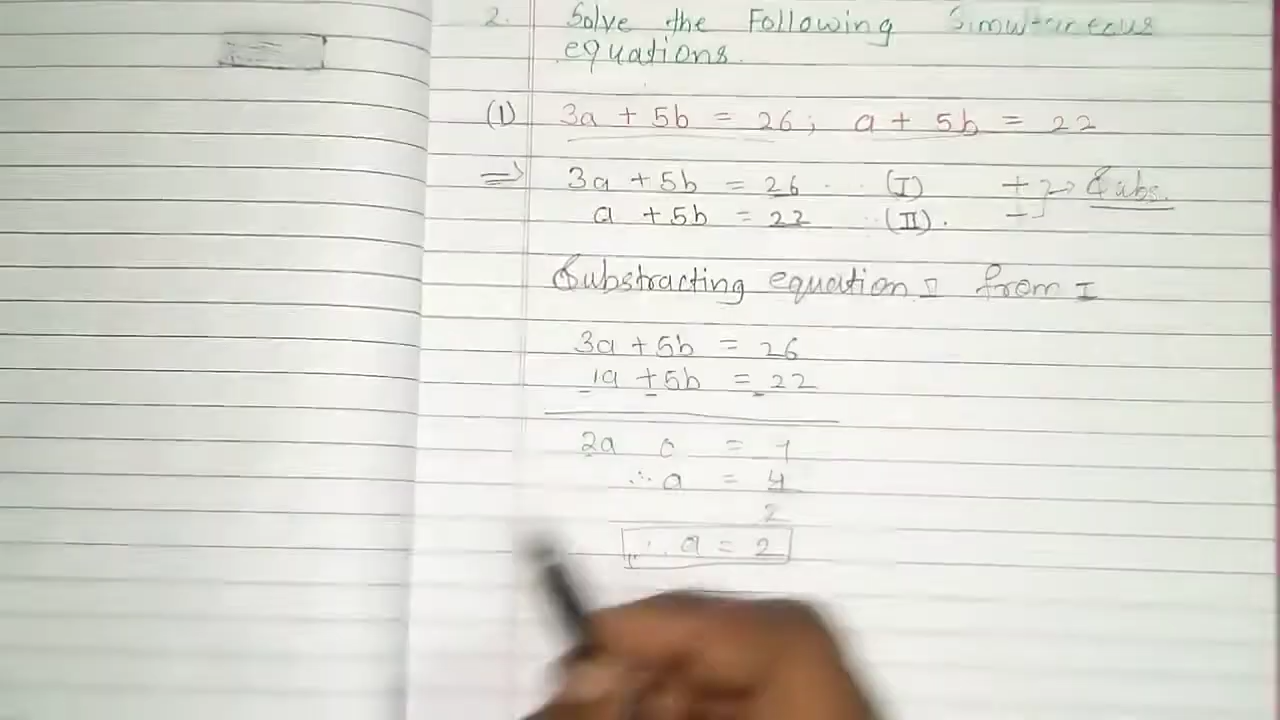 2. Solve the Following
equations.
(1) 3a + 5b = 26; a + 5b = 22
⇒ 3a + 5b = 26 .. (I) + -
a + 5b = 22 ..(II).
Substracting equation II from I
3a + 5b = 26
1a + 5b = 22
- - -
2a 0 = 4
∴ a = 4
2
∴ a = 2